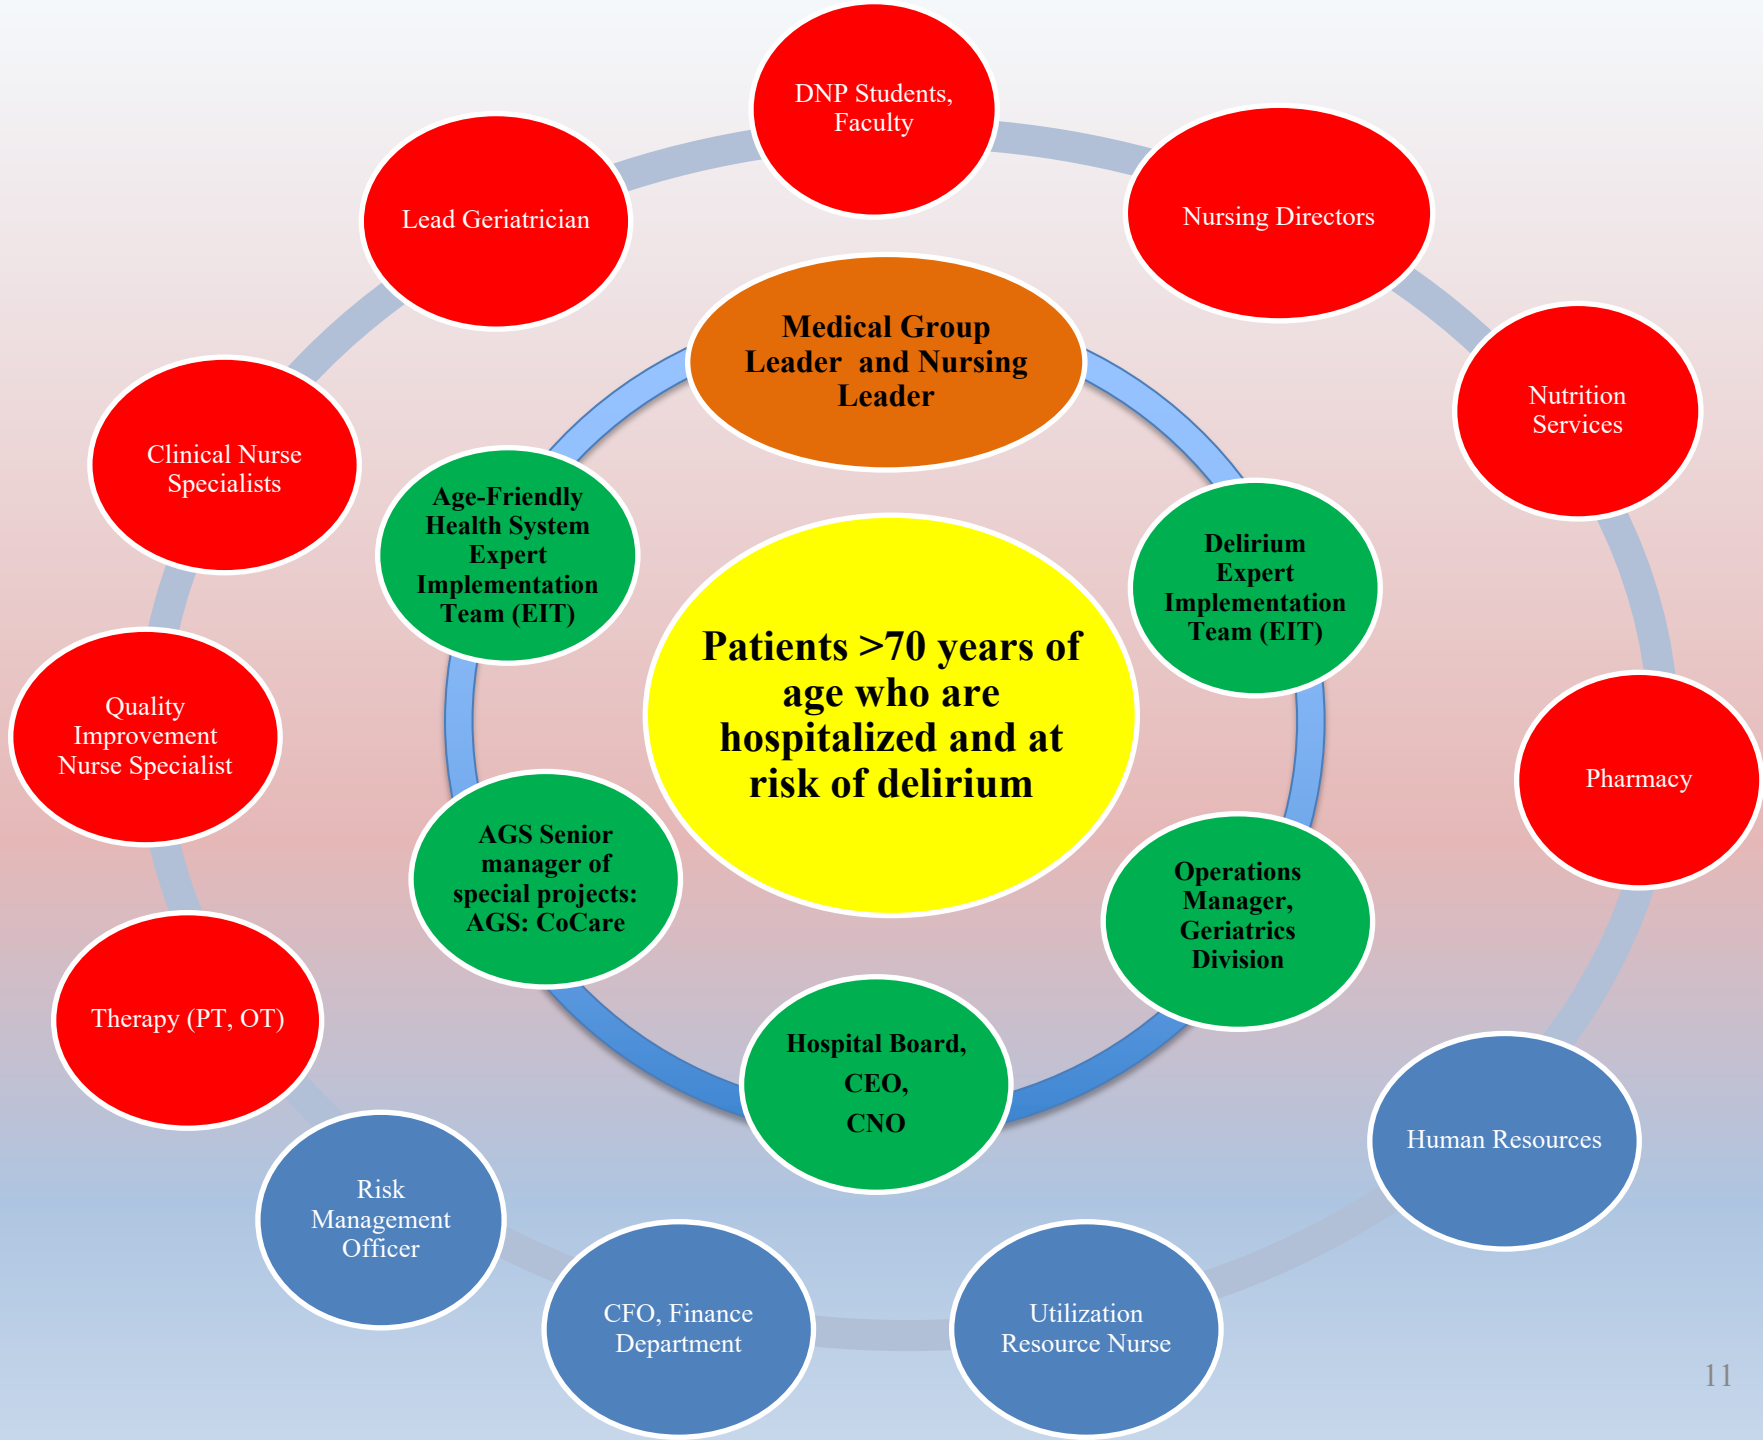 DNP Students,
Faculty
Lead Geriatrician
Nursing Directors
Medical Group
Leader  and Nursing
Leader
Nutrition
Services
Clinical Nurse
Specialists
Age-Friendly
Health System
Expert
Implementation
Team (EIT)
Delirium
Expert
Implementation
Team (EIT)
Patients >70 years of
age who are
hospitalized and at
risk of delirium
Quality
Improvement
Nurse Specialist
Pharmacy
AGS Senior
manager of
special projects:
AGS: CoCare
Operations
Manager,
Geriatrics
Division
Therapy (PT, OT)
Hospital Board,
CEO,
CNO
Human Resources
Risk
Management
Officer
CFO, Finance
Department
Utilization
Resource Nurse
11